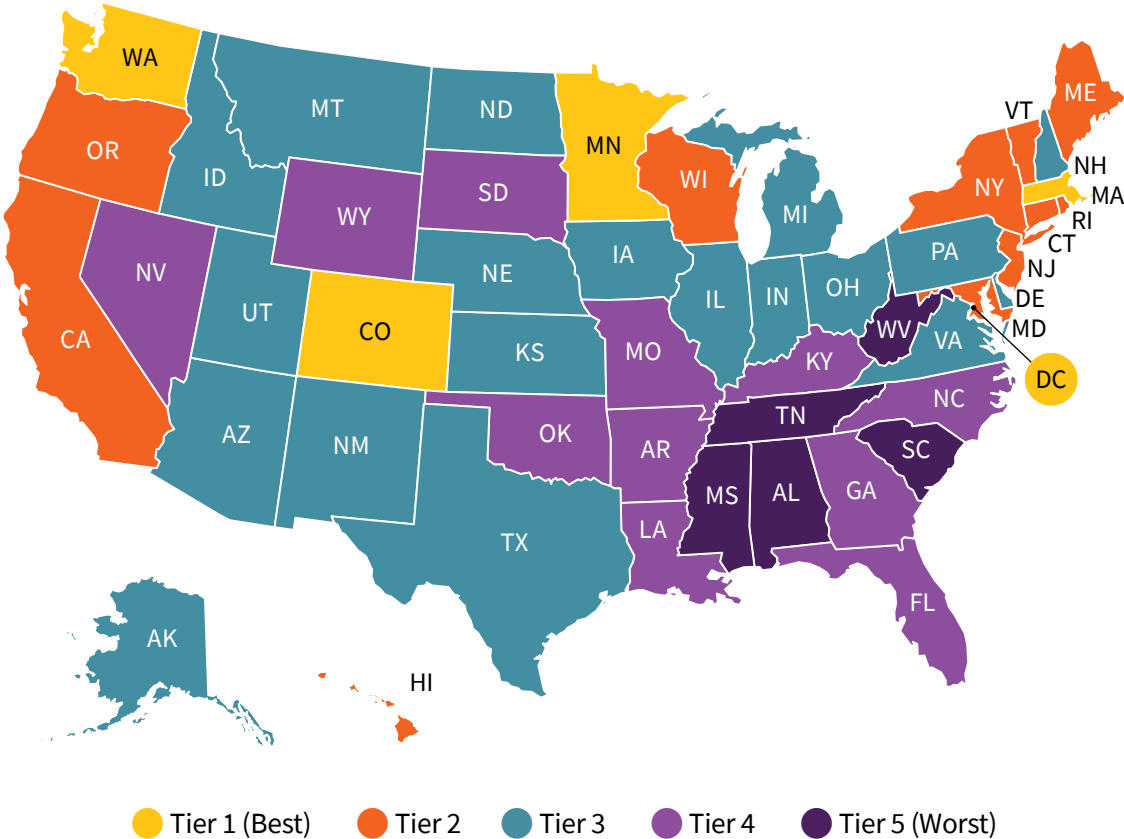 WA
MT
ND
MN
VT
ME
OR
ID
WY
SD
WI
MI
NY
NH
MA
RI
CT
NV
UT
CO
NE
IA
IL
IN
OH
PA
NJ
DE
MD
CA
KS
MO
KY
WV
VA
DC
AZ
NM
OK
AR
TN
NC
SC
TX
LA
MS
AL
GA
FL
AK
HI
Tier 1 (Best) Tier 2 Tier 3 Tier 4 Tier 5 (Worst)